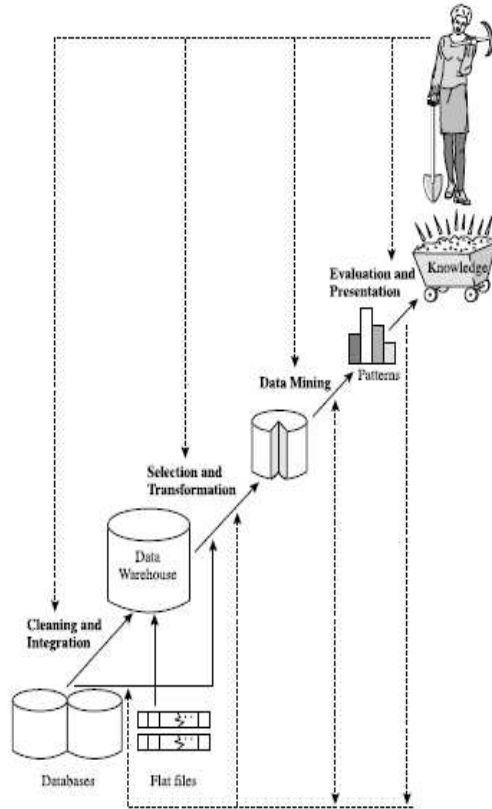 Evaluation and
Presentation
Knowledge
Patterns
Data Mining
Selection and
Transformation
Data
Warehouse
Cleaning and
Integration
Databases
Flat files